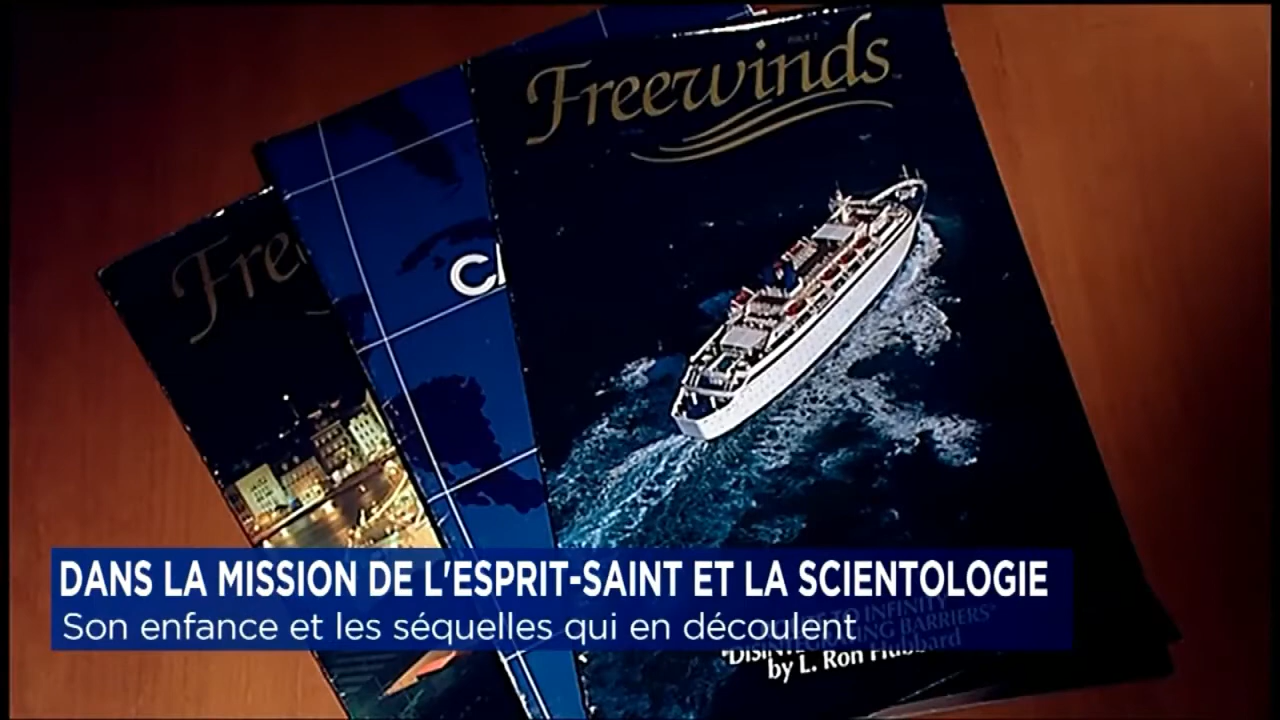 Freewinds
Fre
CA
DANS LA MISSION DE L'ESPRIT-SAINT ET LA SCIENTOLOGIE
Son enfance et les séquelles qui en découlent
TO INFINITY
BARRIERS"
by L. Ron Hubbard